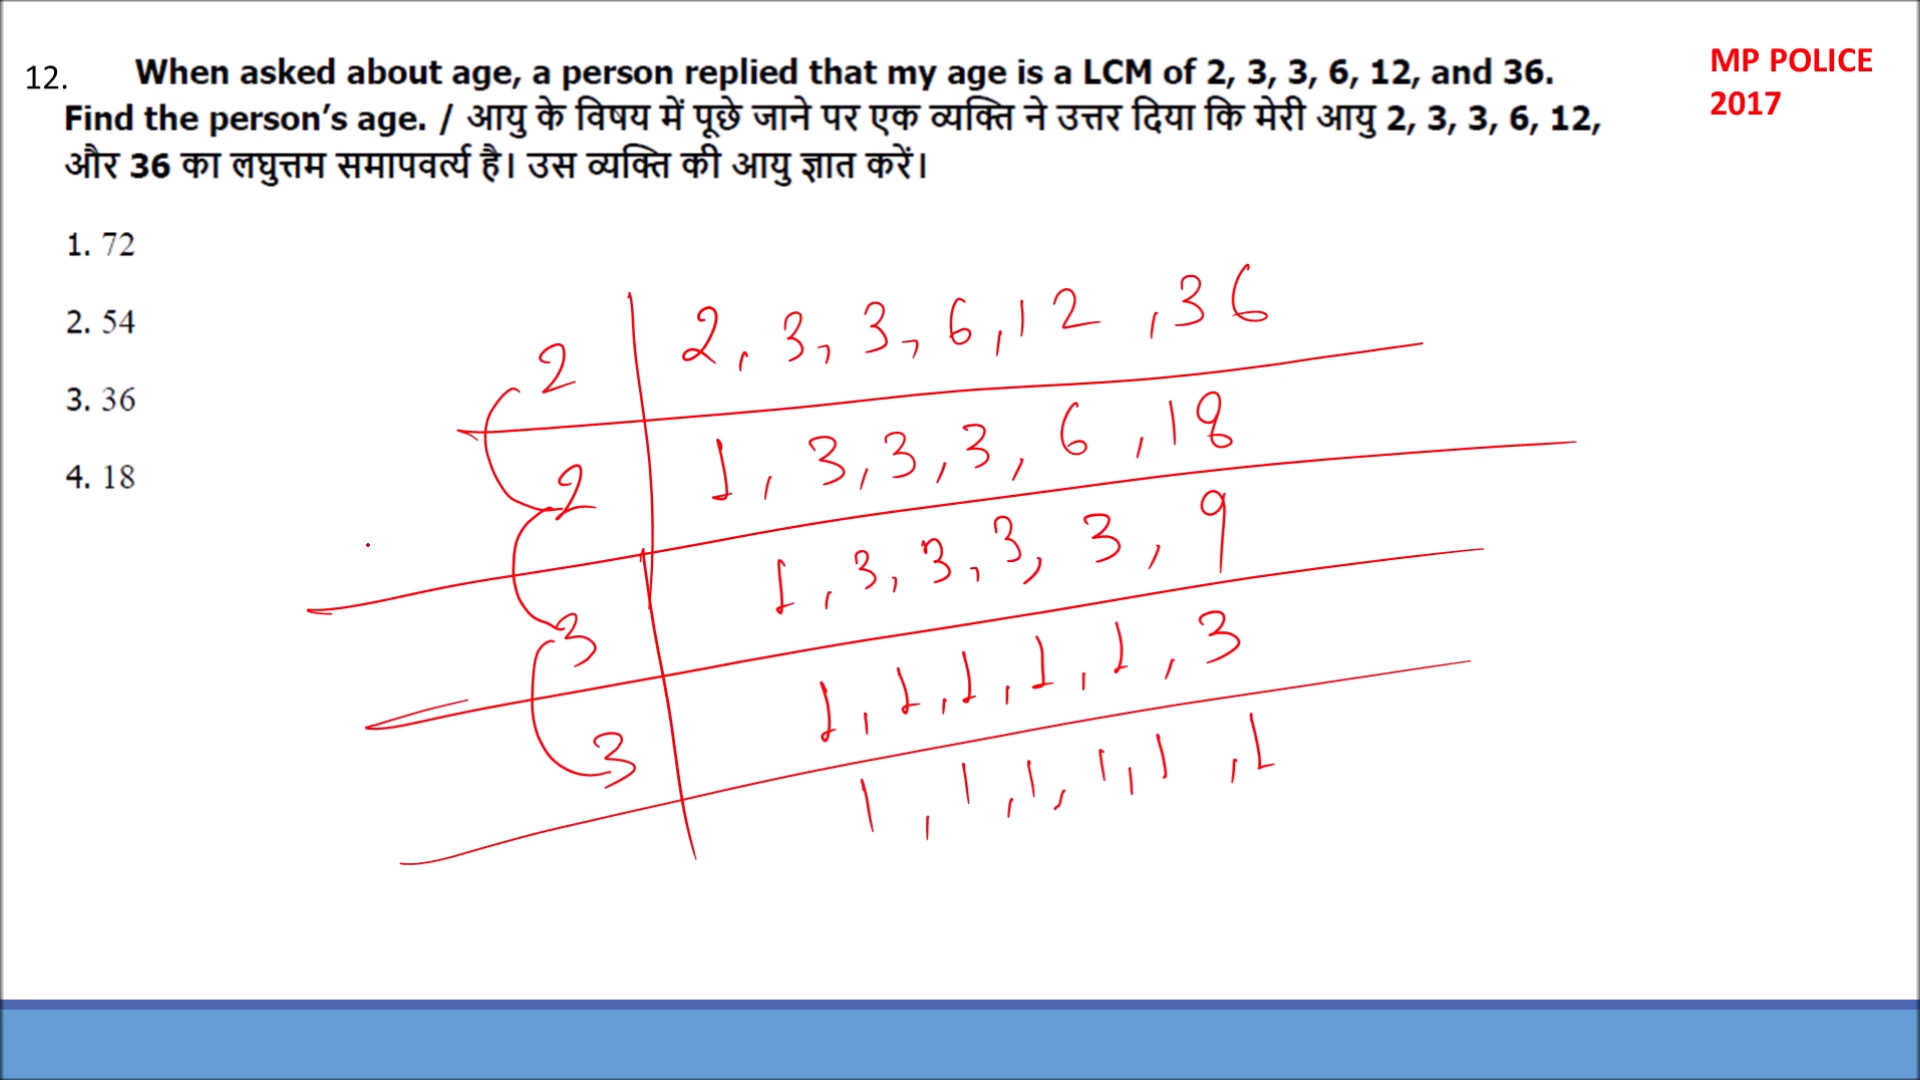 12. When asked about age, a person replied that my age is a LCM of 2, 3, 3, 6, 12, and 36.
Find the person's age. / आयु के विषय में पूछे जाने पर एक व्यक्ति ने उत्तर दिया कि मेरी आयु 2, 3, 3, 6, 12,
और 36 का लघुत्तम समापवर्त्य है। उस व्यक्ति की आयु ज्ञात करें।
MP POLICE
2017
1. 72
2. 54
3. 36
4. 18
2 | 2, 3, 3, 6, 12, 36
2 | 1, 3, 3, 3, 6, 18
3 | 1, 3, 3, 3, 3, 9
3 | 1, 1, 1, 1, 1, 3
1, 1, 1, 1, 1, 1